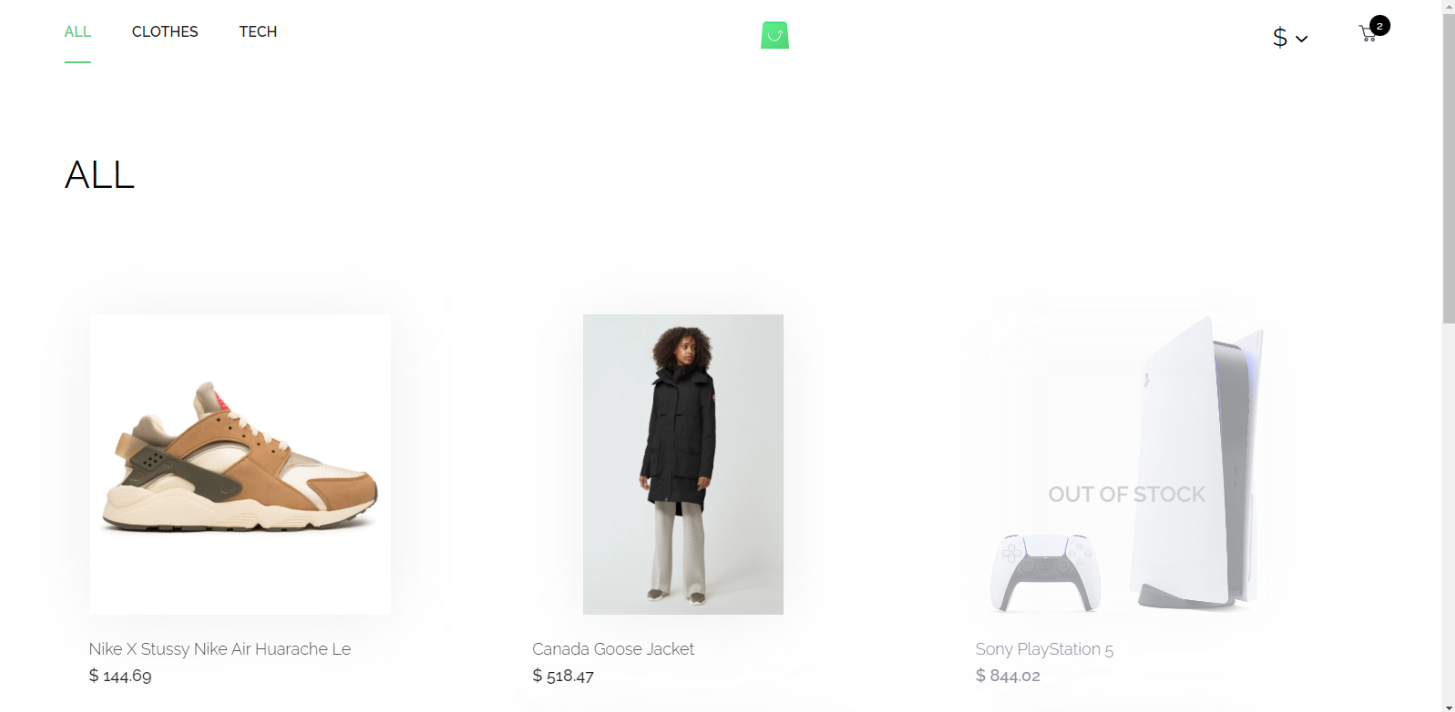 ALL CLOTHES TECH $ 2
ALL
OUT OF STOCK
Nike X Stussy Nike Air Huarache Le
$ 144.69
Canada Goose Jacket
$ 518.47
Sony PlayStation 5
$ 844.02